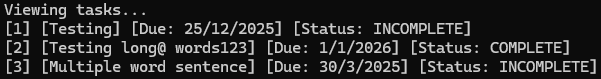 Viewing tasks...
[1] [Testing] [Due: 25/12/2025] [Status: INCOMPLETE]
[2] [Testing long@ words123] [Due: 1/1/2026] [Status: COMPLETE]
[3] [Multiple word sentence] [Due: 30/3/2025] [Status: INCOMPLETE]